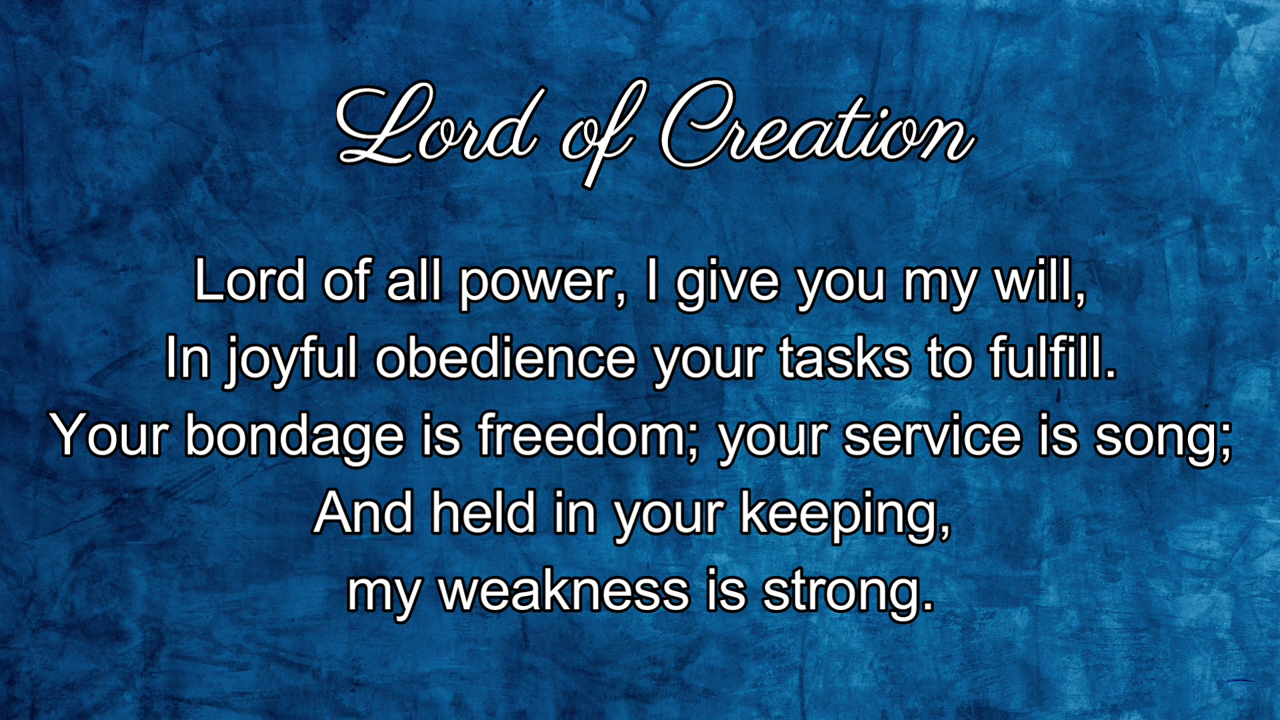 Lord of Creation
Lord of all power, I give you my will,
In joyful obedience your tasks to fulfill.
Your bondage is freedom; your service is song;
And held in your keeping,
my weakness is strong.